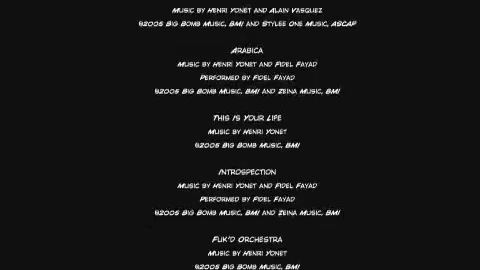 Music by Henri Yonet and Alain Vasquez
©2005 Big Bomb Music, BMI and Stylee One Music, ASCAP
Arabica
Music by Henri Yonet and Fidel Fayad
Performed by Fidel Fayad
©2005 Big Bomb Music, BMI and Zeina Music, BMI
This Is Your Life
Music by Henri Yonet
©2005 Big Bomb Music, BMI
Introspection
Music by Henri Yonet and Fidel Fayad
Performed by Fidel Fayad
©2005 Big Bomb Music, BMI and Zeina Music, BMI
Fuk'd Orchestra
Music by Henri Yonet
©2005 Big Bomb Music, BMI